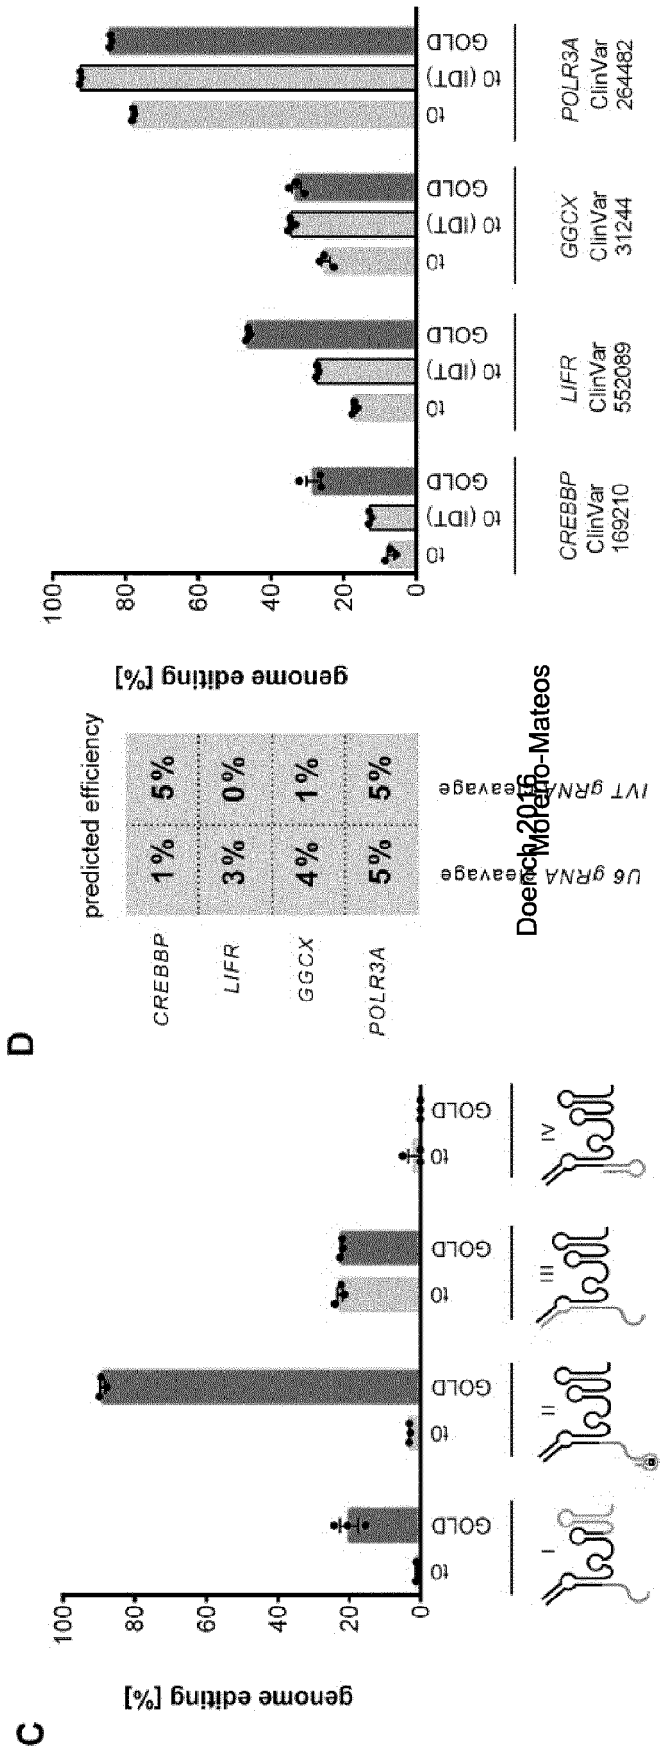 C
genome editing [%]
100
80
60
40
20
0
t0
GOLD
t0
GOLD
t0
GOLD
t0
GOLD
I
II
III
IV
D
predicted efficiency
CREBBP
1%
5%
LIFR
3%
0%
GGCX
4%
1%
POLR3A
5%
5%
U6 gRNA cleavage
IVT gRNA cleavage
Doench 2016
Moreno-Mateos
genome editing [%]
100
80
60
40
20
0
t0
t0 (IDT)
GOLD
t0
t0 (IDT)
GOLD
t0
t0 (IDT)
GOLD
t0
t0 (IDT)
GOLD
CREBBP
ClinVar
169210
LIFR
ClinVar
552089
GGCX
ClinVar
31244
POLR3A
ClinVar
264482